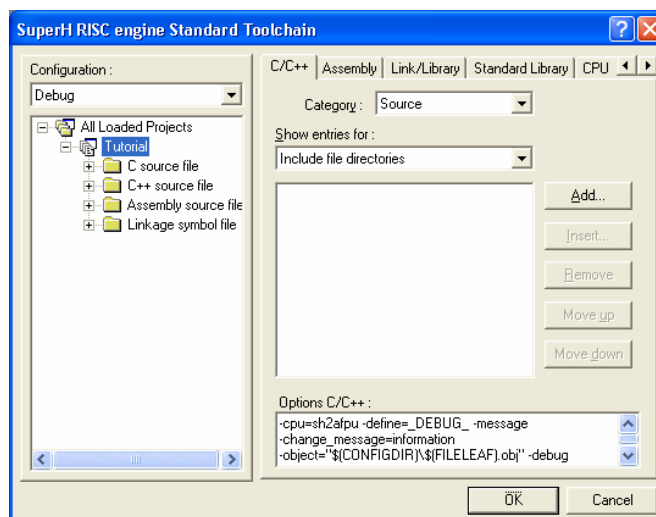 SuperH RISC engine Standard Toolchain
Configuration :
Debug
All Loaded Projects
Tutorial
C source file
C++ source file
Assembly source file
Linkage symbol file
C/C++ Assembly Link/Library Standard Library CPU
Category : Source
Show entries for :
Include file directories
Add...
Insert...
Remove
Move up
Move down
Options C/C++ :
-cpu=sh2afpu -define=_DEBUG_ -message
-change_message=information
-object="$(CONFIGDIR)\$(FILELEAF).obj" -debug
OK Cancel